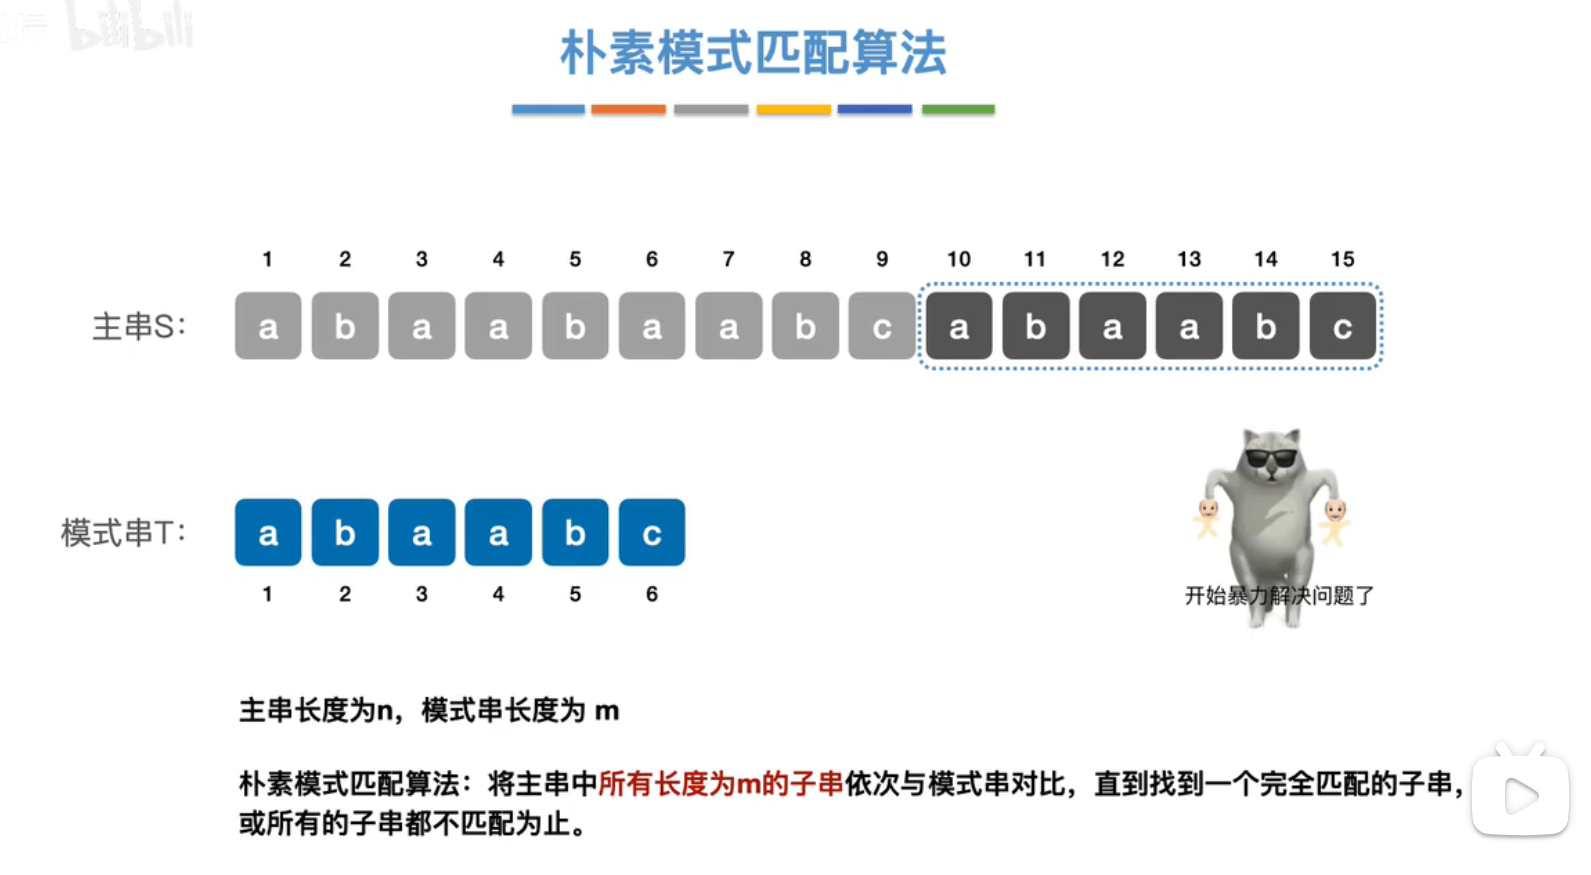 bilibili
朴素模式匹配算法
1 2 3 4 5 6 7 8 9 10 11 12 13 14 15
主串S： a b a a b a a b c a b a a b c
模式串T： a b a a b c
1 2 3 4 5 6
开始暴力解决问题了
主串长度为n，模式串长度为 m
朴素模式匹配算法：将主串中所有长度为m的子串依次与模式串对比，直到找到一个完全匹配的子串，
或所有的子串都不匹配为止。